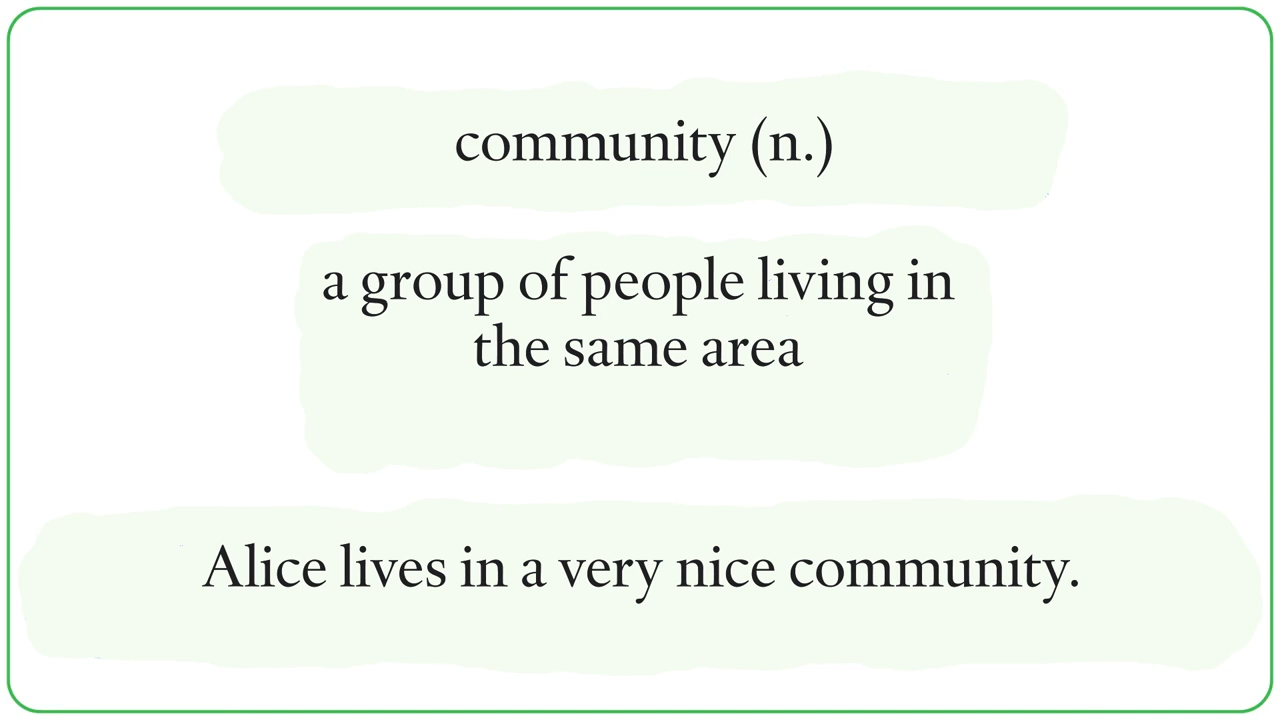 community (n.)
a group of people living in
the same area
Alice lives in a very nice community.